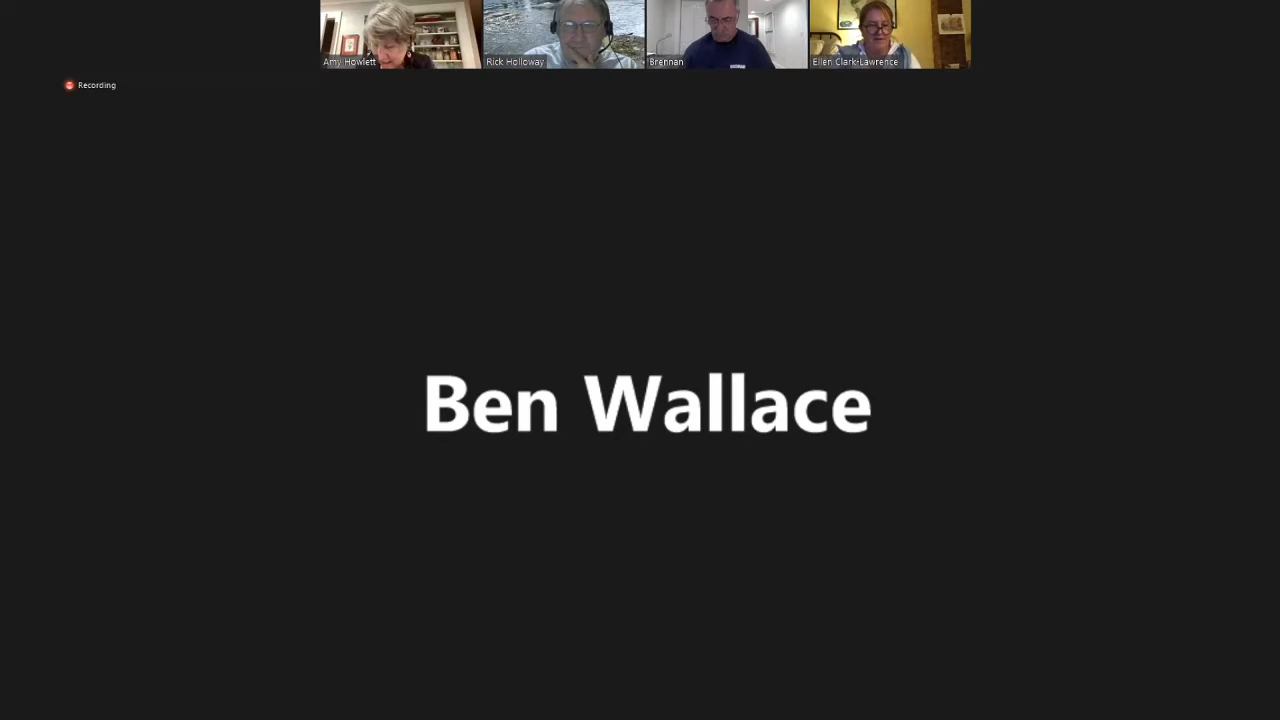 Amy Howlett
Rick Holloway
Brennan
Ellen Clark-Lawrence
Recording
Ben Wallace